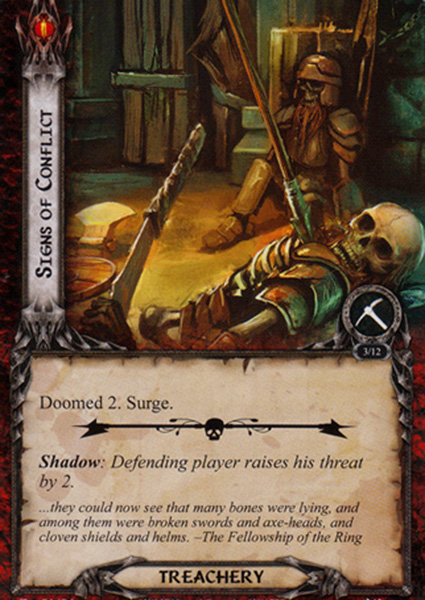 Signs of Conflict
3/12
Doomed 2. Surge.
Shadow: Defending player raises his threat
by 2.
...they could now see that many bones were lying, and
among them were broken swords and axe-heads, and
cloven shields and helms. –The Fellowship of the Ring
TREACHERY